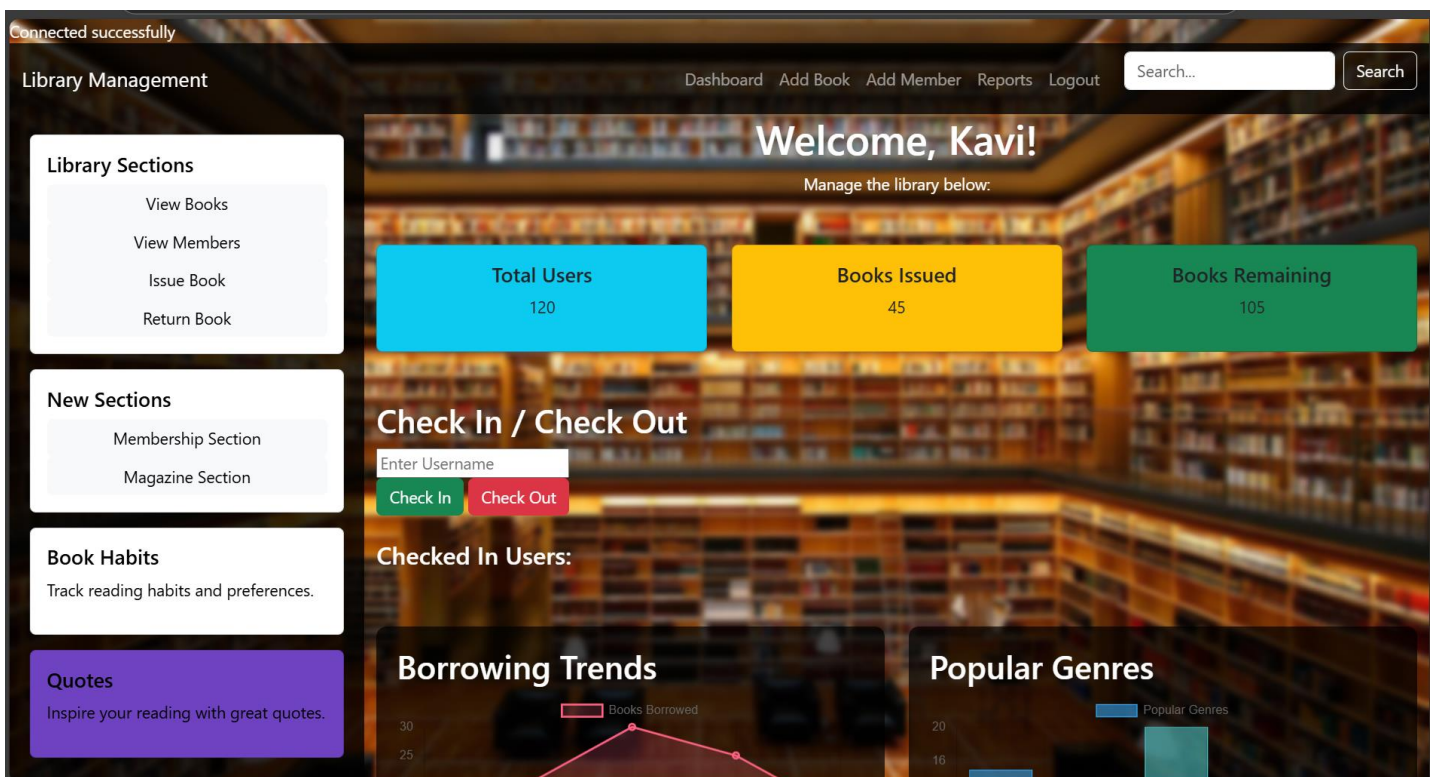 Connected successfully
Library Management
Dashboard Add Book Add Member Reports Logout
Search...
Search
Library Sections
View Books
View Members
Issue Book
Return Book
New Sections
Membership Section
Magazine Section
Book Habits
Track reading habits and preferences.
Quotes
Inspire your reading with great quotes.
Welcome, Kavi!
Manage the library below:
Total Users
120
Books Issued
45
Books Remaining
105
Check In / Check Out
Enter Username
Check In
Check Out
Checked In Users:
Borrowing Trends
Books Borrowed
30
25
Popular Genres
Popular Genres
20
16